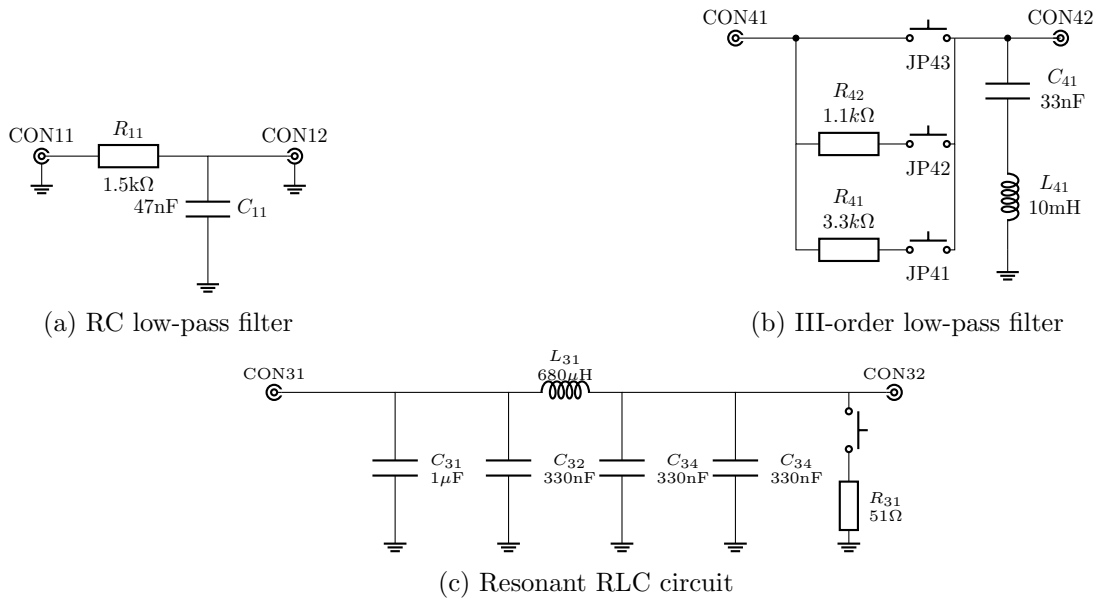 CON11
R11
1.5kΩ
CON12
47nF
C11
(a) RC low-pass filter
CON41
CON42
JP43
R42
1.1kΩ
JP42
R41
3.3kΩ
JP41
C41
33nF
L41
10mH
(b) III-order low-pass filter
CON31
L31
680μH
CON32
C31
1μF
C32
330nF
C34
330nF
C34
330nF
R31
51Ω
(c) Resonant RLC circuit